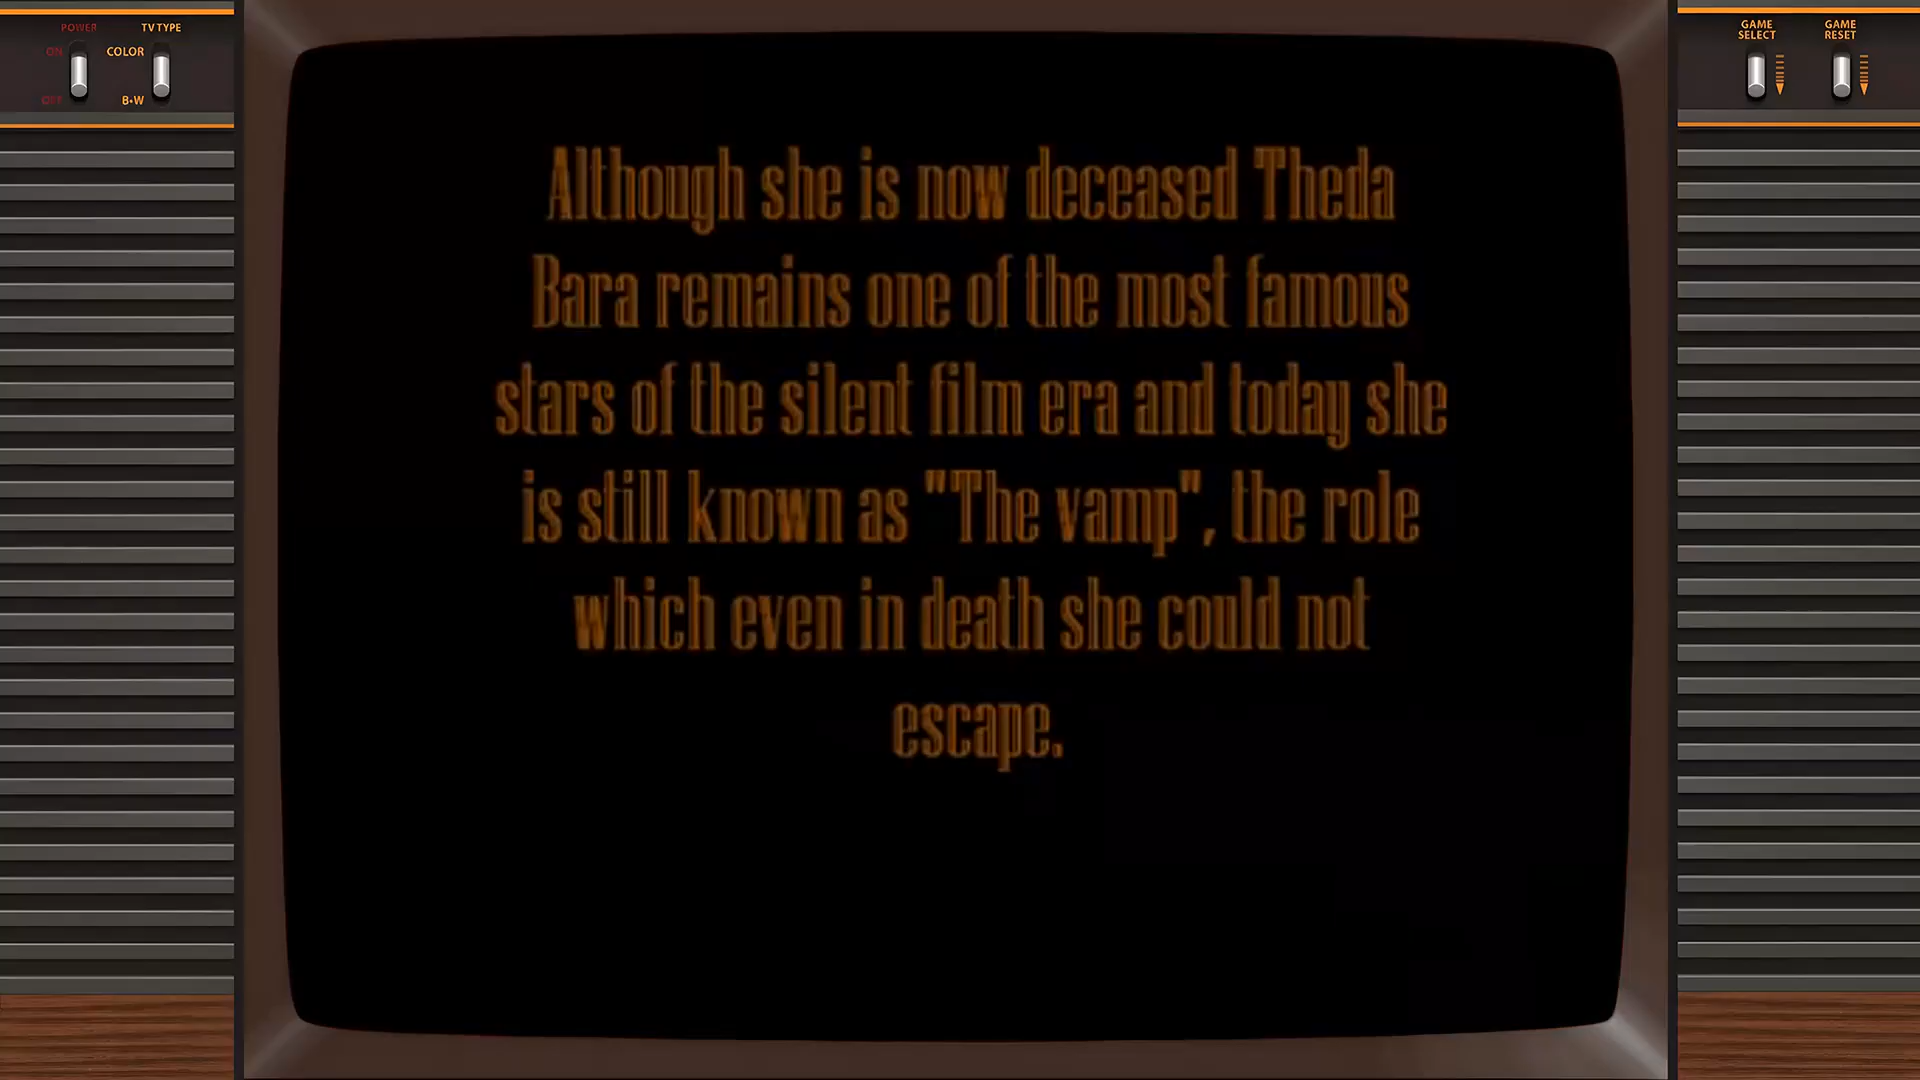 POWER
TV TYPE
ON
COLOR
OFF
B•W
GAME
SELECT
GAME
RESET
Although she is now deceased Theda
Bara remains one of the most famous
stars of the silent film era and today she
is still known as "The vamp", the role
which even in death she could not
escape.